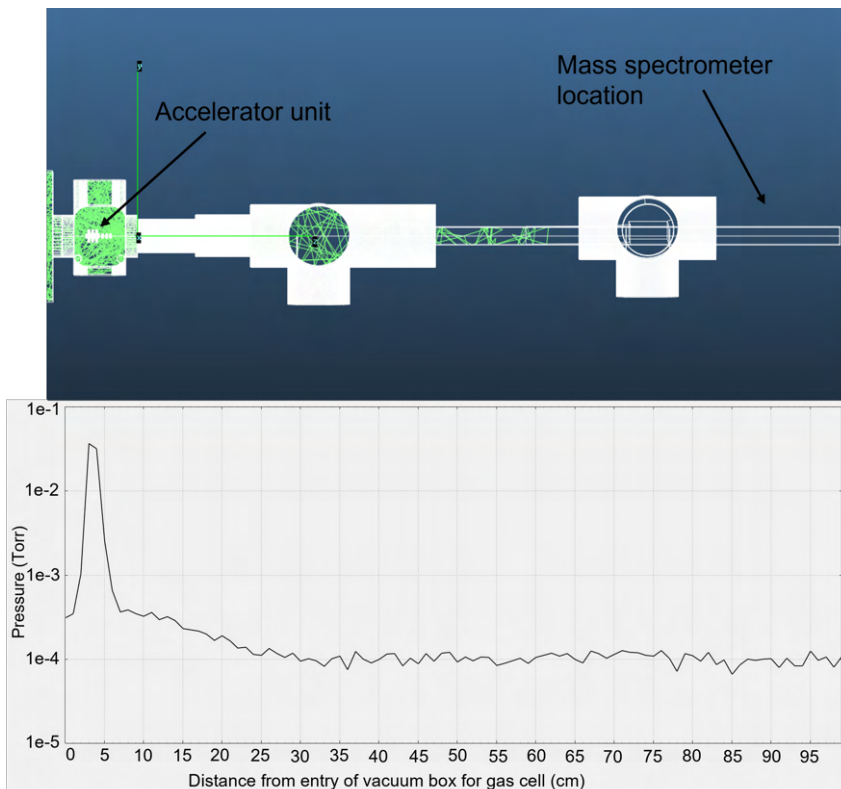 Accelerator unit
Mass spectrometer
location
1e-1
1e-2
1e-3
1e-4
1e-5
Pressure (Torr)
0 5 10 15 20 25 30 35 40 45 50 55 60 65 70 75 80 85 90 95
Distance from entry of vacuum box for gas cell (cm)